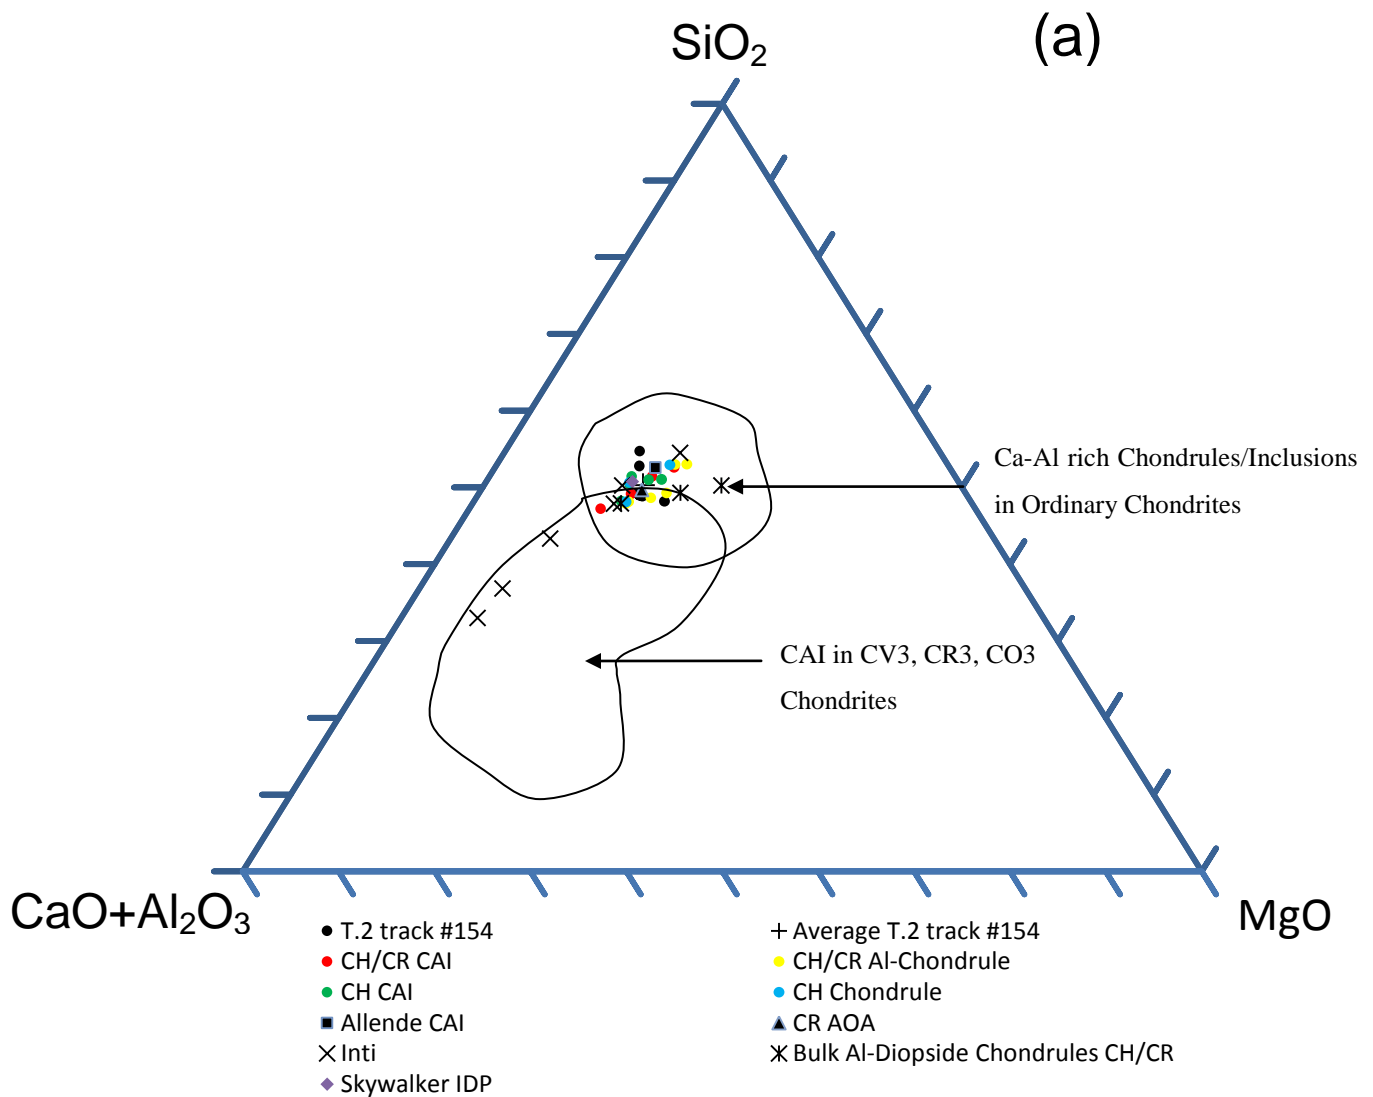 (a)
SiO₂
Ca-Al rich Chondrules/Inclusions
in Ordinary Chondrites
CAI in CV3, CR3, CO3
Chondrites
CaO+Al₂O₃
MgO
T.2 track #154
Average T.2 track #154
CH/CR CAI
CH/CR Al-Chondrule
CH CAI
CH Chondrule
Allende CAI
CR AOA
Inti
Bulk Al-Diopside Chondrules CH/CR
Skywalker IDP